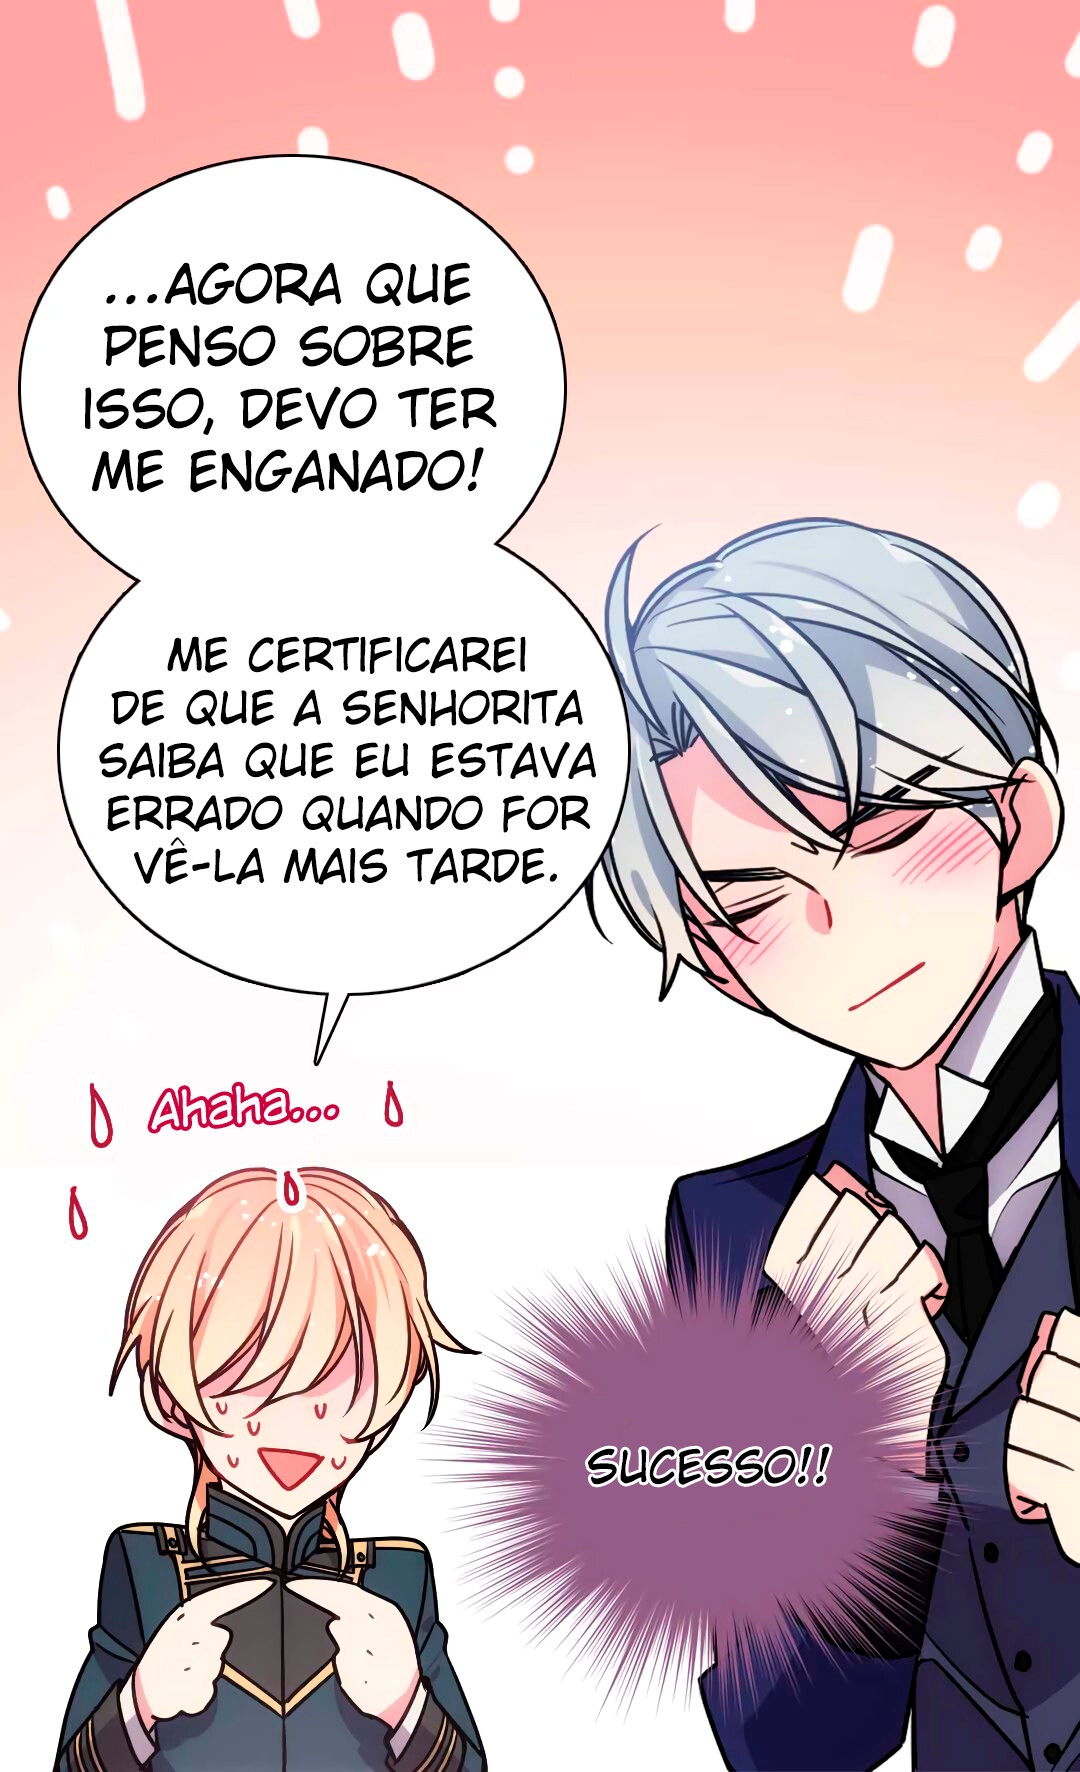 ...AGORA QUE
PENSO SOBRE
ISSO, DEVO TER
ME ENGANADO!
ME CERTIFICAREI
DE QUE A SENHORITA
SAIBA QUE EU ESTAVA
ERRADO QUANDO FOR
VÊ-LA MAIS TARDE.
Ahaha...
SUCESSO!!